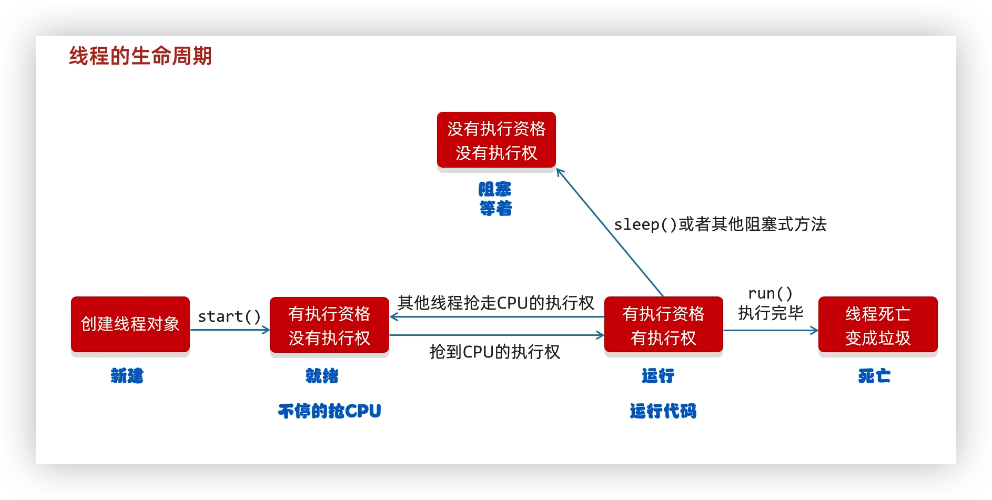 线程的生命周期
没有执行资格
没有执行权
阻塞
等着
sleep()或者其他阻塞式方法
创建线程对象
新建
start()
有执行资格
没有执行权
就绪
不停的抢CPU
其他线程抢走CPU的执行权
抢到CPU的执行权
有执行资格
有执行权
运行
运行代码
run()
执行完毕
线程死亡
变成垃圾
死亡